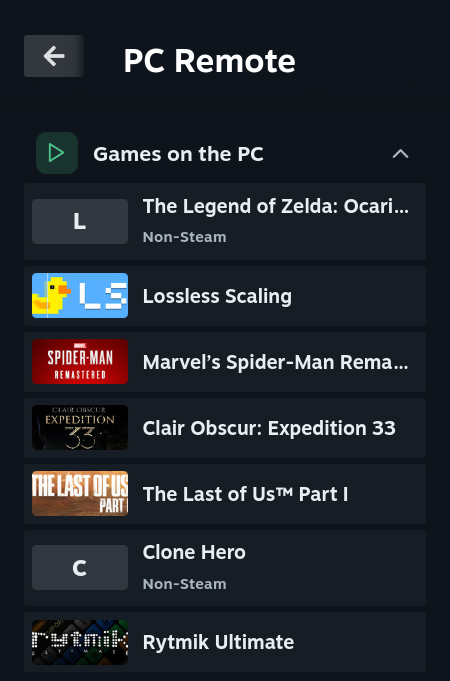 PC Remote
Games on the PC
L
The Legend of Zelda: Ocari...
Non-Steam
LS
Lossless Scaling
MARVEL
SPIDER-MAN
REMASTERED
Marvel’s Spider-Man Rema...
CLAIR OBSCUR
EXPEDITION
33
Clair Obscur: Expedition 33
THE LAST OF US
PART I
The Last of Us™ Part I
C
Clone Hero
Non-Steam
rytmik
Rytmik Ultimate